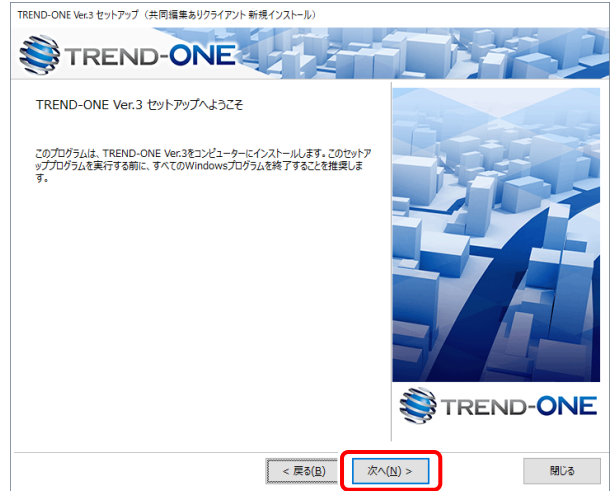 TREND-ONE Ver.3 セットアップ（共同編集ありクライアント 新規インストール）
TREND-ONE
TREND-ONE Ver.3 セットアップへようこそ
このプログラムは、TREND-ONE Ver.3をコンピューターにインストールします。このセットア
ッププログラムを実行する前に、すべてのWindowsプログラムを終了することを推奨しま
す。
TREND-ONE
< 戻る(B)
次へ(N) >
閉じる